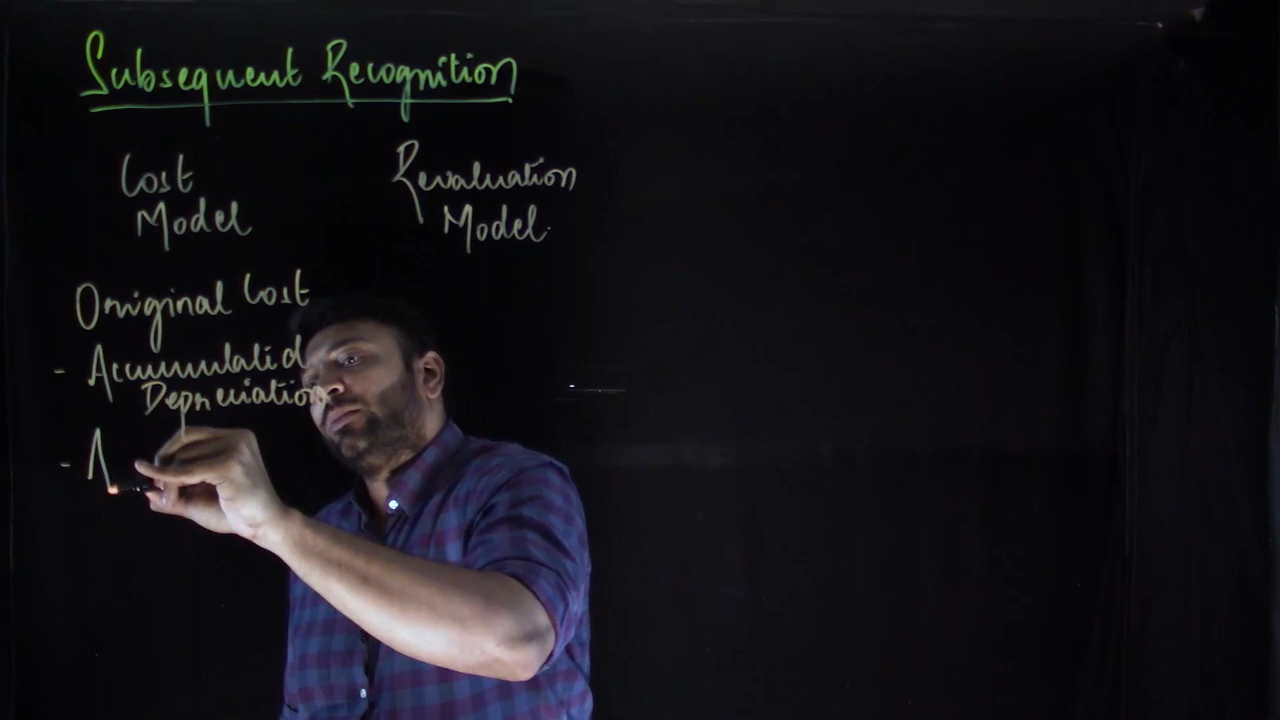 Subsequent Recognition
Cost
Model
Revaluation
Model.
Original Cost
- Accumulated
Depreciation
- A